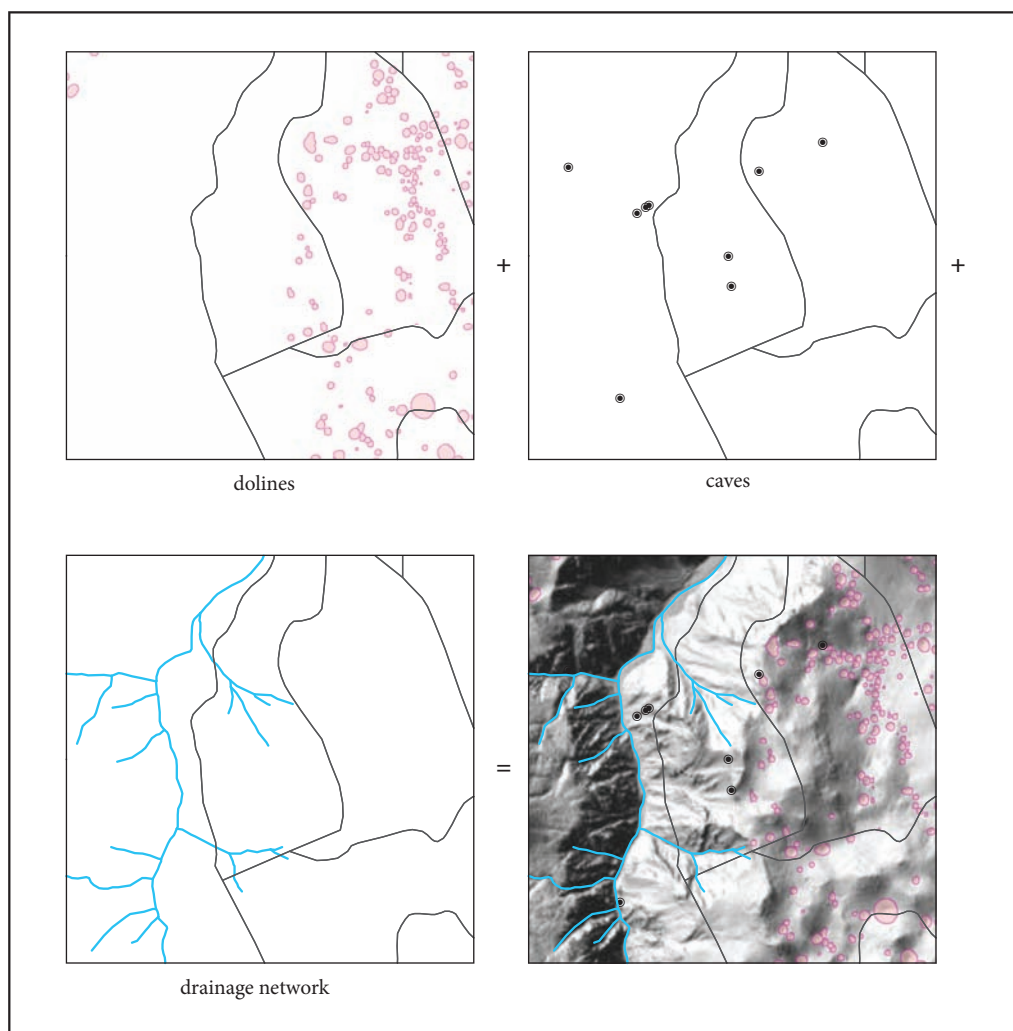 +
+
dolines
caves
=
drainage network